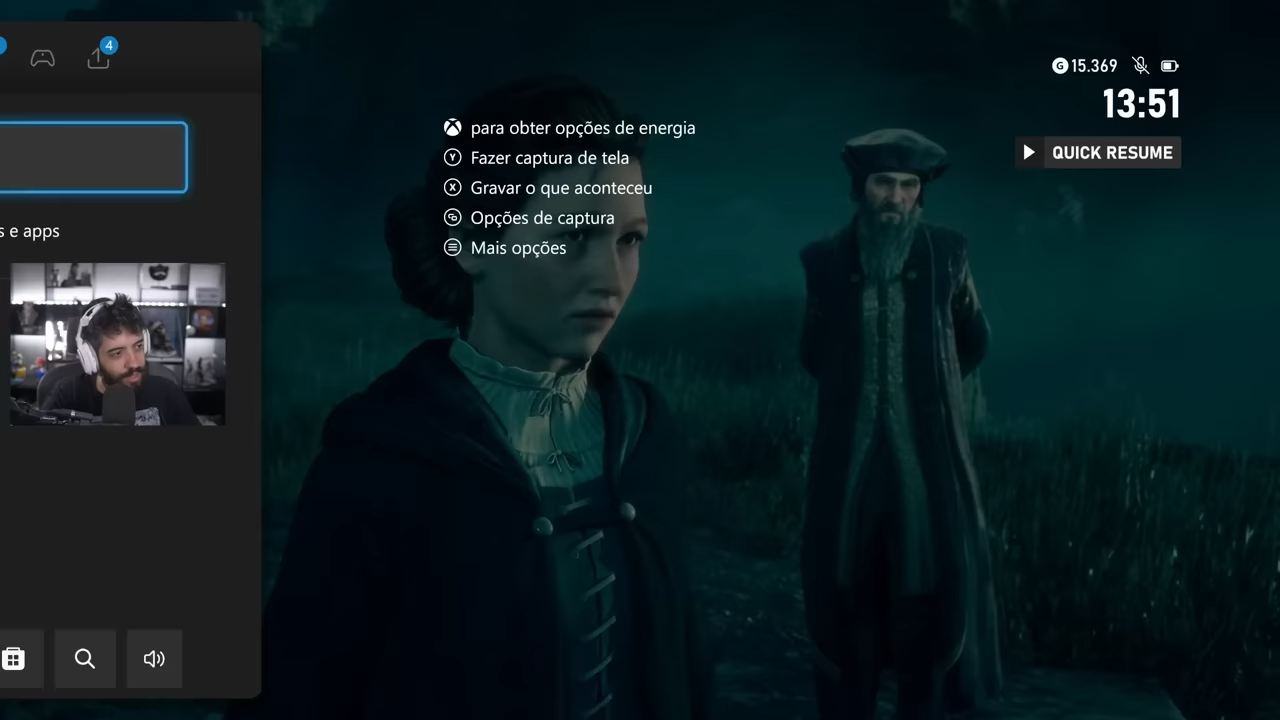 4
G 15.369
13:51
QUICK RESUME
para obter opções de energia
Y Fazer captura de tela
X Gravar o que aconteceu
Opções de captura
Mais opções
s e apps